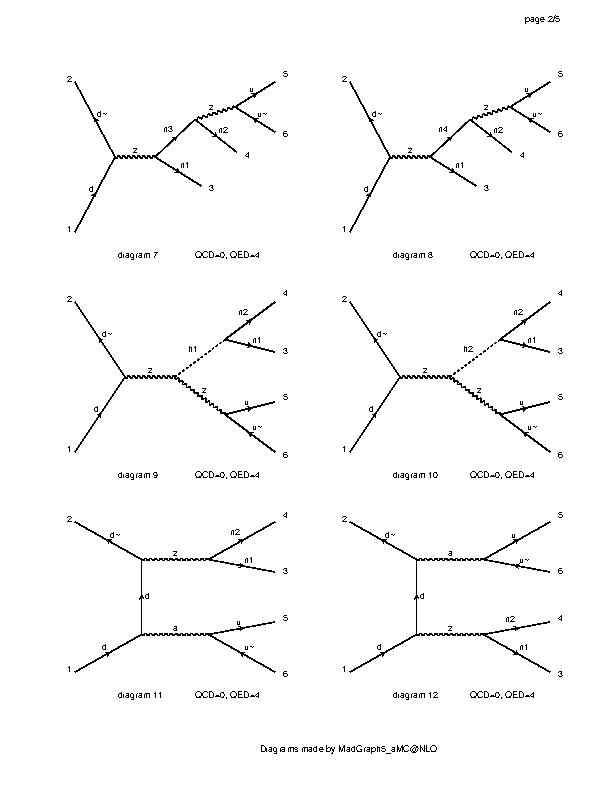 page 2/5
2 d~ z n3 z u 5
n2 u~
4 6
n1
d 3
1
diagram 7 QCD=0, QED=4
2 d~ z n4 z u 5
n2 u~
4 6
n1
d 3
1
diagram 8 QCD=0, QED=4
2 d~ z h1 n2 4
n1 3
d z u 5
1 u~ 6
diagram 9 QCD=0, QED=4
2 d~ z h2 n2 4
n1 3
d z u 5
1 u~ 6
diagram 10 QCD=0, QED=4
2 d~ z n2 4
n1 3
d
d a u 5
1 u~ 6
diagram 11 QCD=0, QED=4
2 d~ a u 5
u~ 6
d
d z n2 4
1 n1 3
diagram 12 QCD=0, QED=4
Diagrams made by MadGraph5_aMC@NLO